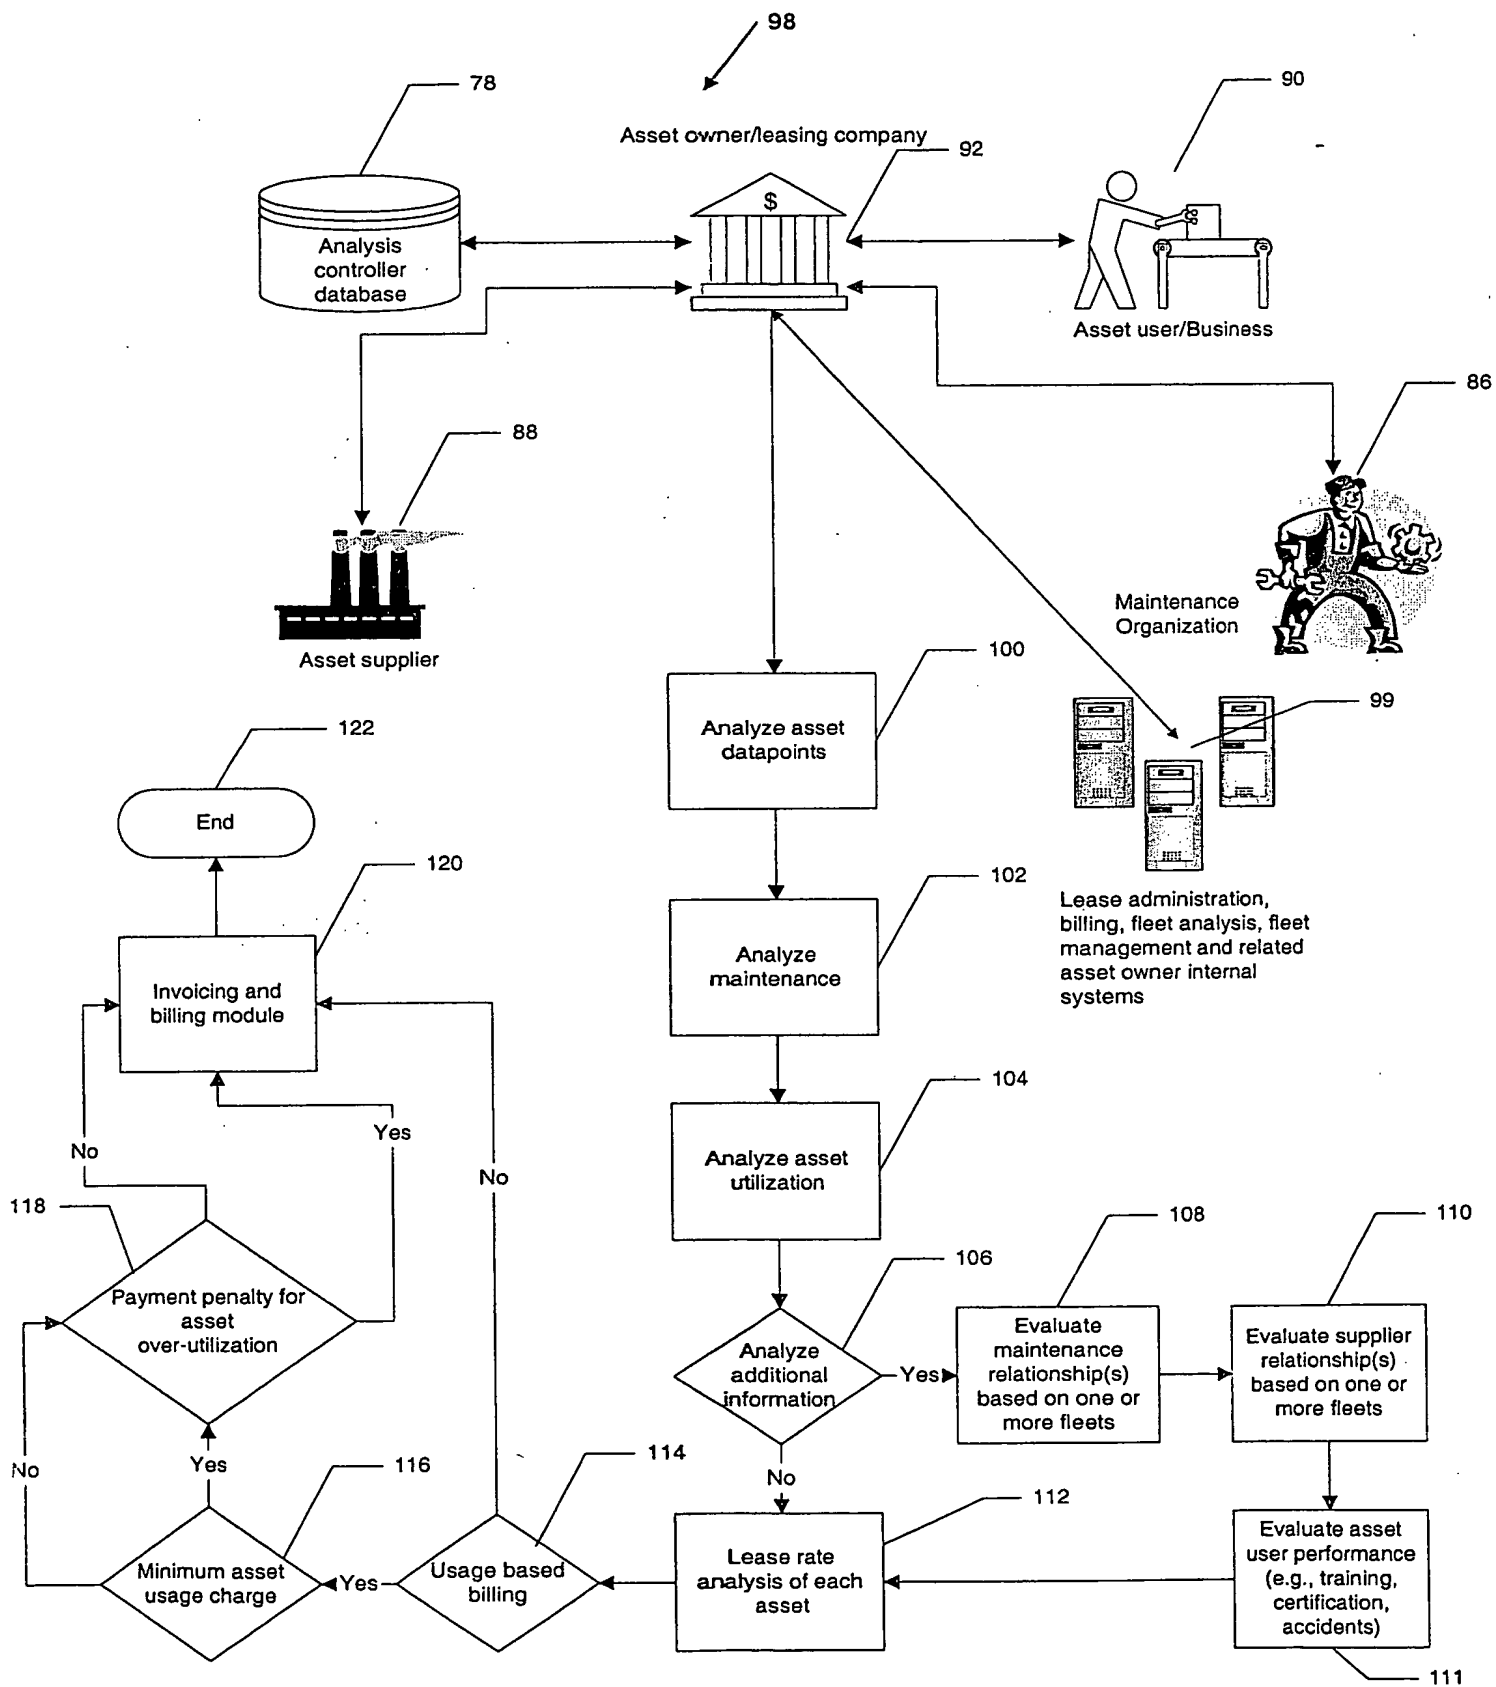 98
78
90
Asset owner/leasing company
92
$
Analysis
controller
database
Asset user/Business
86
88
Maintenance
Organization
Asset supplier
100
99
122
Analyze asset
datapoints
End
120
102
Lease administration,
billing, fleet analysis, fleet
management and related
asset owner internal
systems
Analyze
maintenance
Invoicing and
billing module
104
No
Yes
No
Analyze asset
utilization
118
108
110
106
Payment penalty for
asset
over-utilization
Analyze
additional
information
Yes
Evaluate
maintenance
relationship(s)
based on one or
more fleets
Evaluate supplier
relationship(s)
based on one or
more fleets
No
Yes
116
114
No
112
Minimum asset
usage charge
Yes
Usage based
billing
Lease rate
analysis of each
asset
Evaluate asset
user performance
(e.g., training,
certification,
accidents)
111